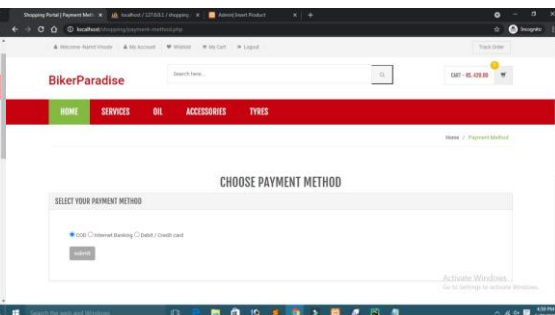 Shopping Portal | Payment Meth
localhost / 127.0.0.1 / shopping
Admin| Insert Product
localhost/shopping/payment-method.php
Incognito
Welcome -
My Account
Wishlist
My Cart
Logout
Track Order
BikerParadise
Search here...
CART - RS. 420.00
HOME
SERVICES
OIL
ACCESSORIES
TYRES
Home / Payment Method
CHOOSE PAYMENT METHOD
SELECT YOUR PAYMENT METHOD
COD Internet Banking Debit / Credit card
submit
Activate Windows
Go to Settings to activate Windows.
Search the web and Windows